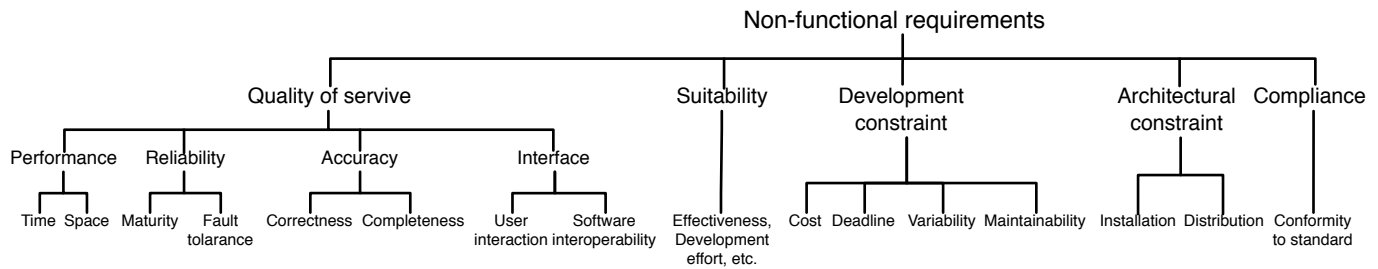 Non-functional requirements
Quality of servive
Suitability
Development
constraint
Architectural
constraint
Compliance
Performance
Reliability
Accuracy
Interface
Time
Space
Maturity
Fault
tolarance
Correctness
Completeness
User
interaction
Software
interoperability
Effectiveness,
Development
effort, etc.
Cost
Deadline
Variability
Maintainability
Installation
Distribution
Conformity
to standard